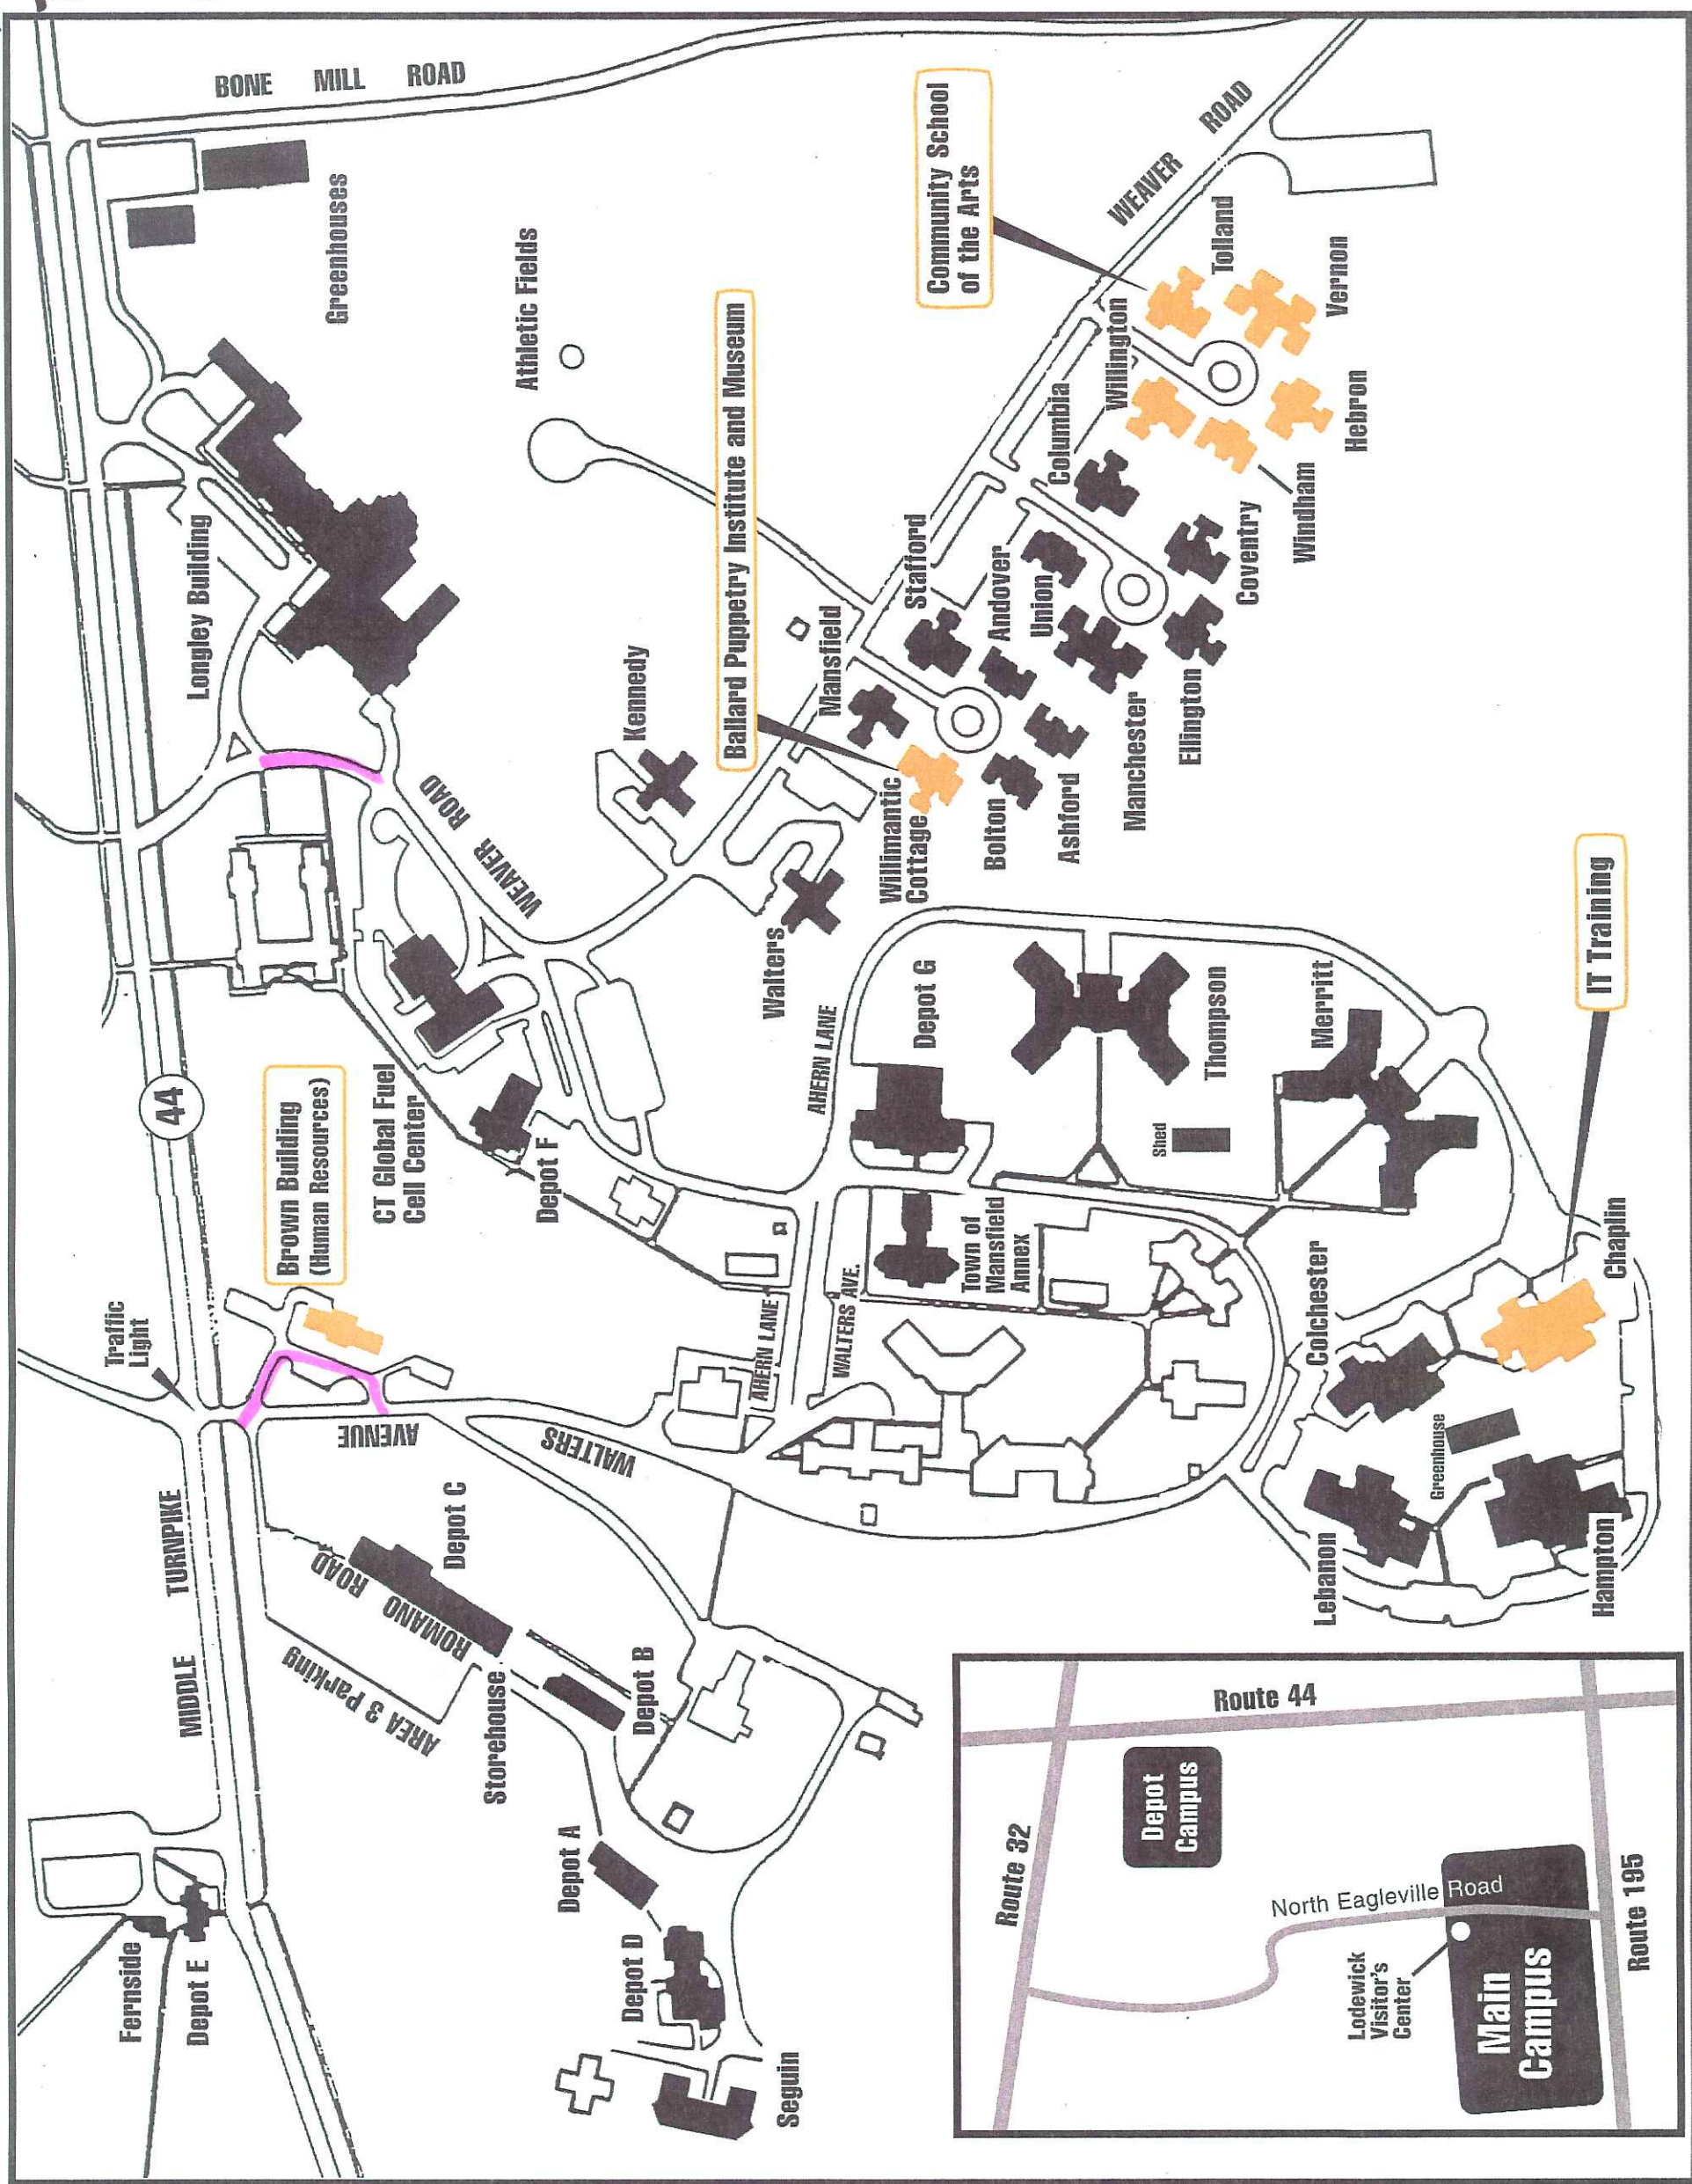 BONE MILL ROAD
Greenhouses
Longley Building
Athletic Fields
Community School
of the Arts
WEAVER ROAD
Tolland
Vernon
Willington
Hebron
Windham
Columbia
Coventry
Ballard Puppetry Institute and Museum
Stafford
Andover
Union
Mansfield
Manchester
Ellington
Kennedy
WEAVER ROAD
Willimantic
Cottage
Bolton
Ashford
Walters
44
Brown Building
(Human Resources)
CT Global Fuel
Cell Center
Depot F
AHERN LANE
Depot G
Thompson
Merritt
Shed
IT Training
Traffic
Light
AHERN LANE
WALTERS AVE.
Town of
Mansfield
Annex
Colchester
Chaplin
WALTERS AVENUE
MIDDLE TURNPIKE
Depot C
ROMANO ROAD
AREA 3 Parking
Storehouse
Depot B
Greenhouse
Lebanon
Hampton
Fernside
Depot E
Depot A
Depot D
Seguin
Route 44
Depot
Campus
Route 32
North Eagleville Road
Lodewick
Visitor's
Center
Main
Campus
Route 195